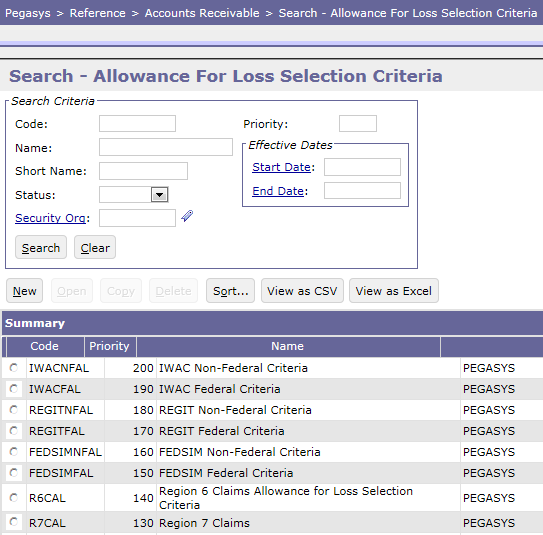 Pegasys > Reference > Accounts Receivable > Search - Allowance For Loss Selection Criteria
Search - Allowance For Loss Selection Criteria
Search Criteria
Code: Priority:
Name: Effective Dates
Short Name: Start Date:
Status: End Date:
Security Org:
Search Clear
New Open Copy Delete Sort... View as CSV View as Excel
Summary
Code Priority Name
IWACNFAL 200 IWAC Non-Federal Criteria PEGASYS
IWACFAL 190 IWAC Federal Criteria PEGASYS
REGITNFAL 180 REGIT Non-Federal Criteria PEGASYS
REGITFAL 170 REGIT Federal Criteria PEGASYS
FEDSIMNFAL 160 FEDSIM Non-Federal Criteria PEGASYS
FEDSIMFAL 150 FEDSIM Federal Criteria PEGASYS
R6CAL 140 Region 6 Claims Allowance for Loss Selection Criteria PEGASYS
R7CAL 130 Region 7 Claims PEGASYS